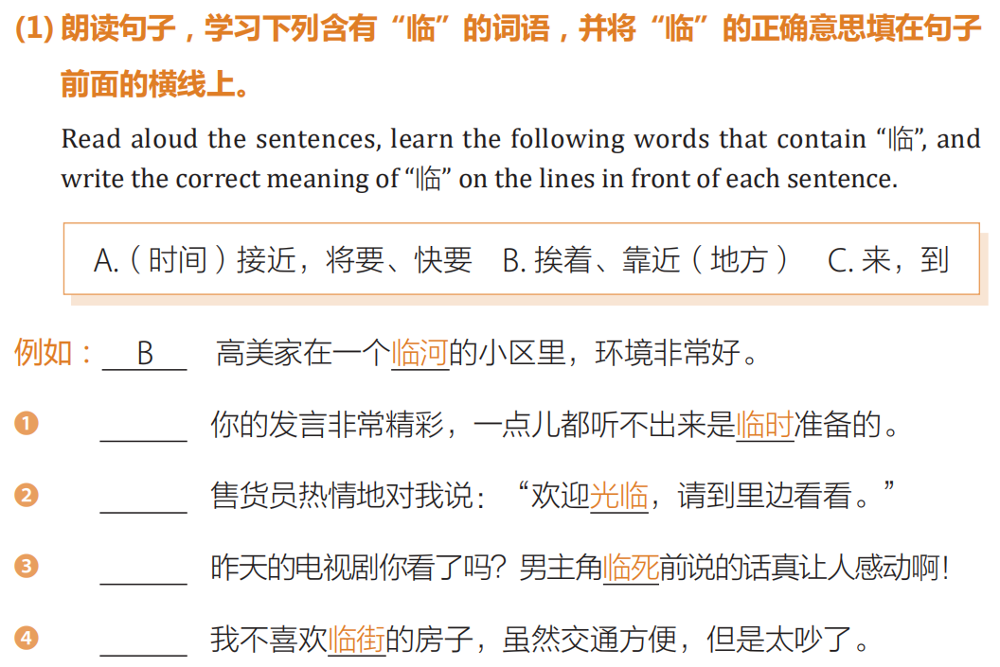 (1) 朗读句子，学习下列含有“临”的词语，并将“临”的正确意思填在句子
前面的横线上。
Read aloud the sentences, learn the following words that contain “临”, and
write the correct meaning of “临” on the lines in front of each sentence.
A.（时间）接近，将要、快要 B. 挨着、靠近（地方） C. 来，到
例如： B 高美家在一个临河的小区里，环境非常好。
❶ 你的发言非常精彩，一点儿都听不出来是临时准备的。
❷ 售货员热情地对我说：“欢迎光临，请到里边看看。”
❸ 昨天的电视剧你看了吗？男主角临死前说的话真让人感动啊！
❹ 我不喜欢临街的房子，虽然交通方便，但是太吵了。